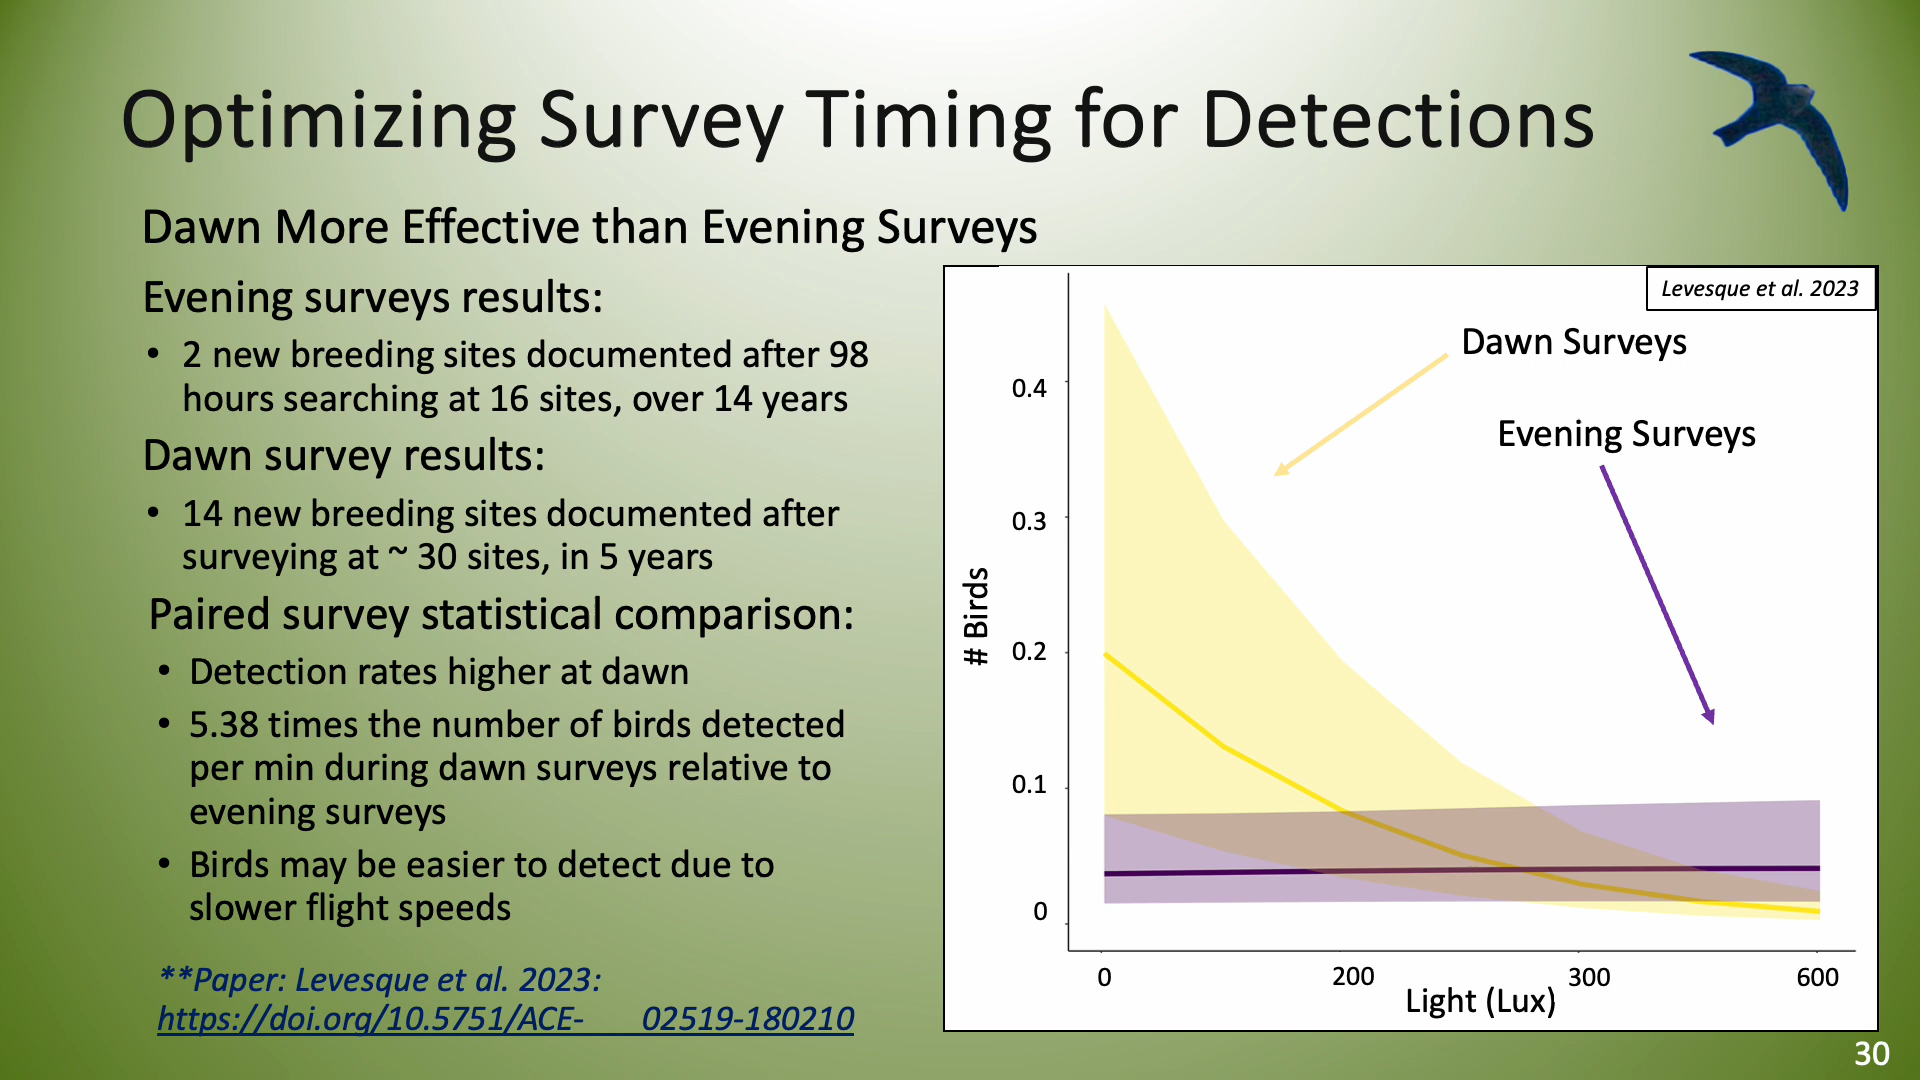 Optimizing Survey Timing for Detections
Dawn More Effective than Evening Surveys
Evening surveys results:
• 2 new breeding sites documented after 98
hours searching at 16 sites, over 14 years
Dawn survey results:
• 14 new breeding sites documented after
surveying at ~ 30 sites, in 5 years
Paired survey statistical comparison:
• Detection rates higher at dawn
• 5.38 times the number of birds detected
per min during dawn surveys relative to
evening surveys
• Birds may be easier to detect due to
slower flight speeds
**Paper: Levesque et al. 2023:
https://doi.org/10.5751/ACE- 02519-180210
Levesque et al. 2023
Dawn Surveys
Evening Surveys
# Birds
0.4
0.3
0.2
0.1
0
0 200 300 600
Light (Lux)
30